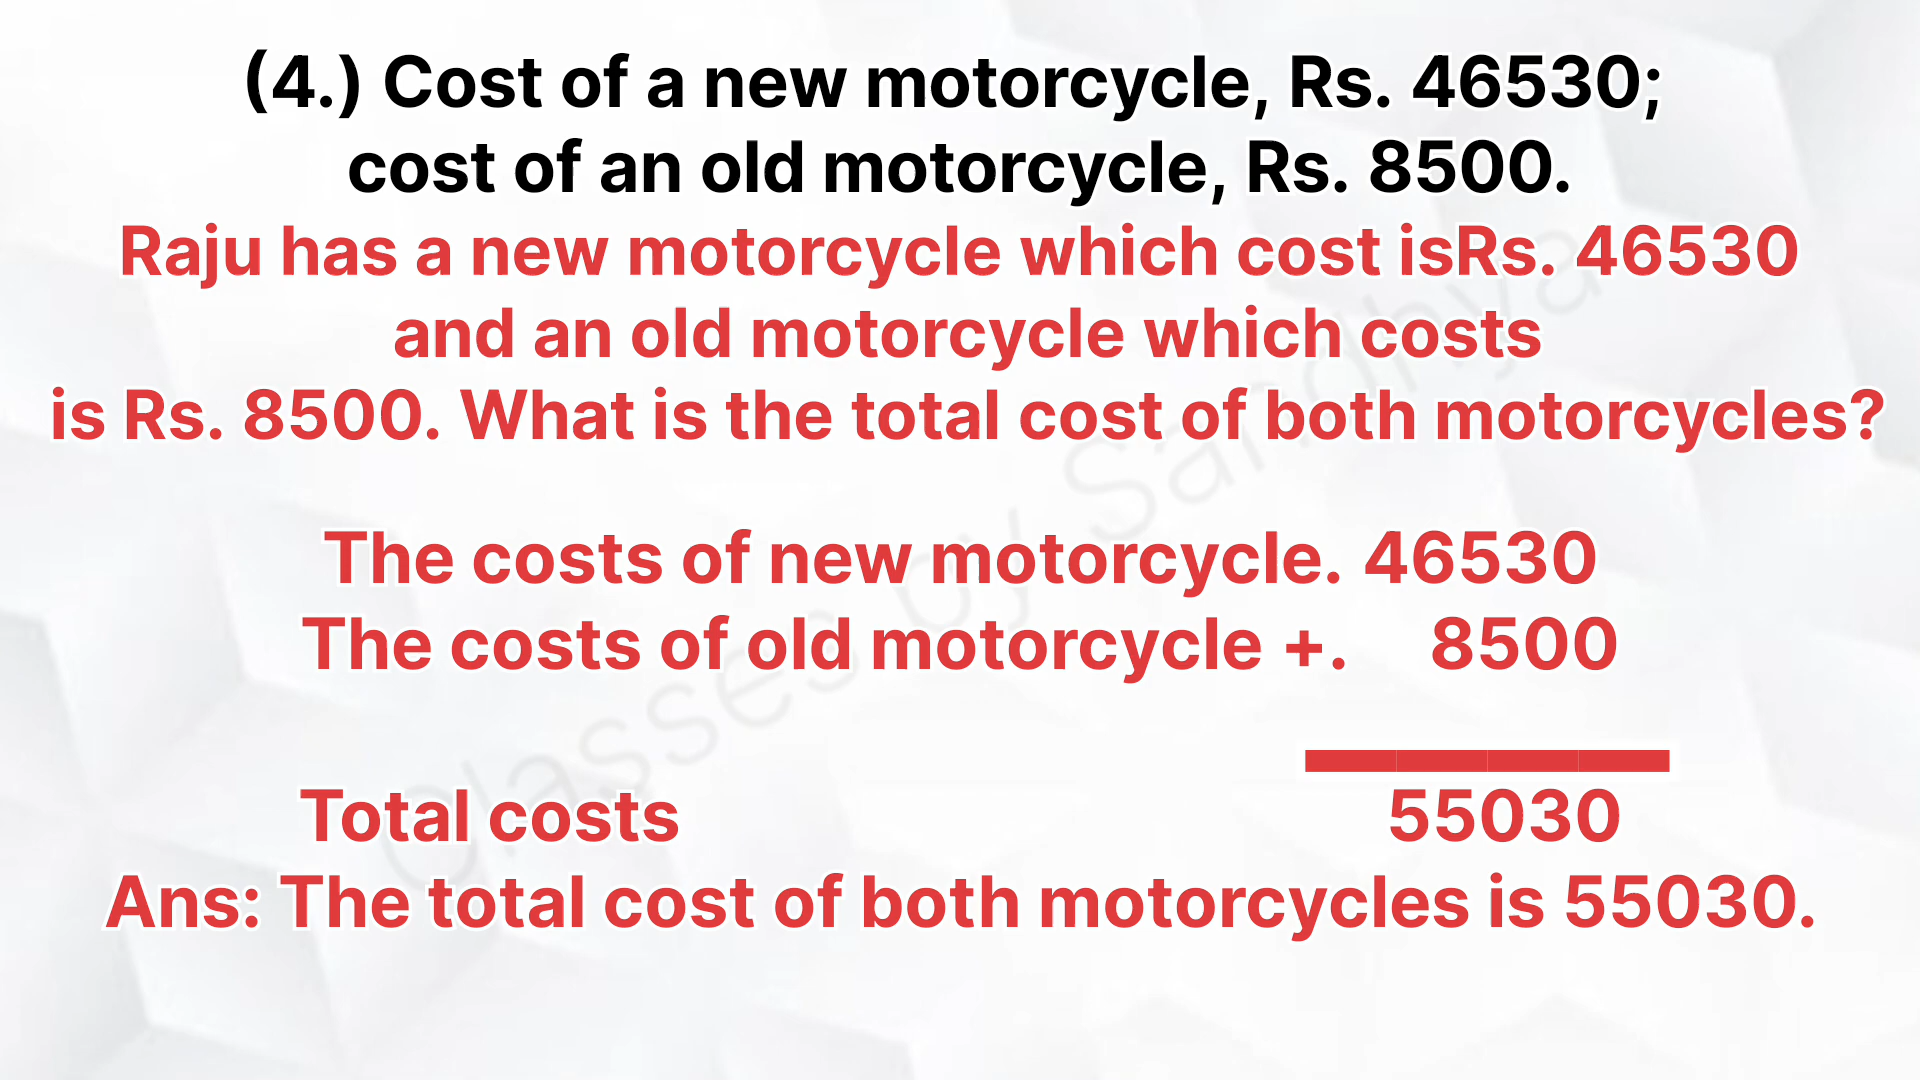 (4.) Cost of a new motorcycle, Rs. 46530;
cost of an old motorcycle, Rs. 8500.
Raju has a new motorcycle which cost isRs. 46530
and an old motorcycle which costs
is Rs. 8500. What is the total cost of both motorcycles?
The costs of new motorcycle. 46530
The costs of old motorcycle +. 8500
Total costs 55030
Ans: The total cost of both motorcycles is 55030.
Classes by Sandhya